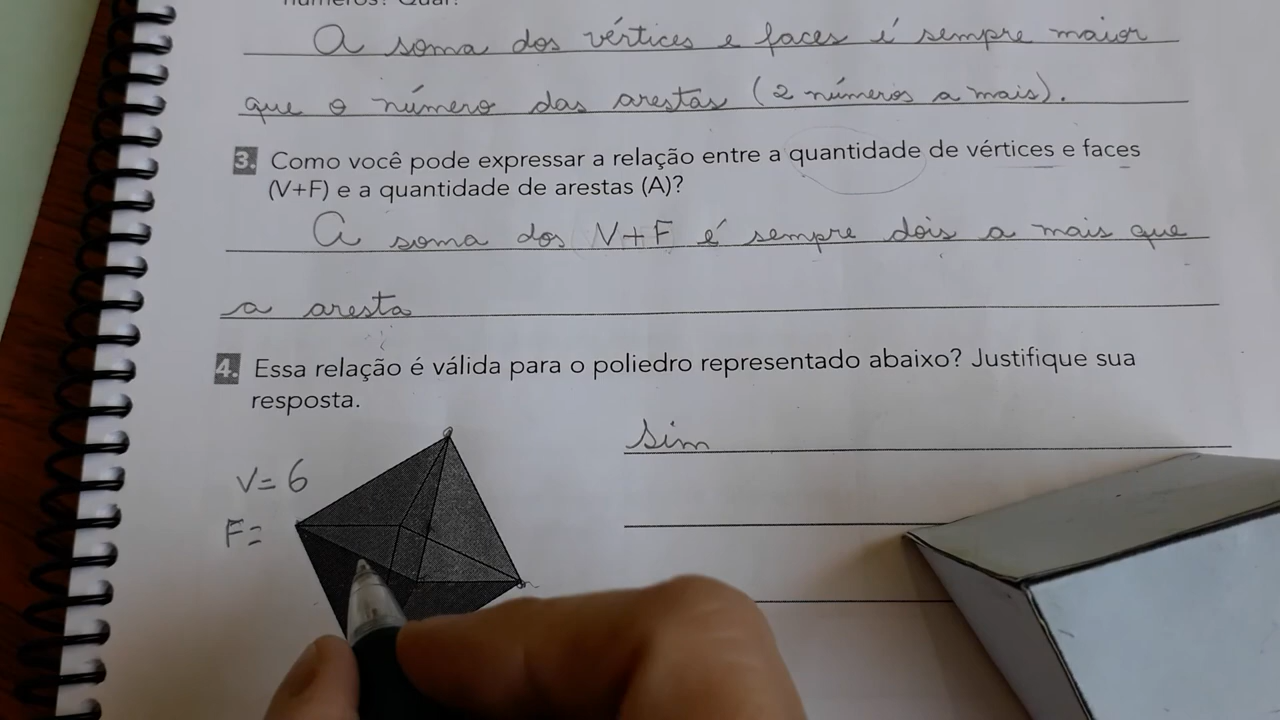 números? Qual?
A soma dos vértices e faces é sempre maior
que o número das arestas (2 números a mais).
3. Como você pode expressar a relação entre a quantidade de vértices e faces
(V+F) e a quantidade de arestas (A)?
A soma dos V+F é sempre dois a mais que
a aresta
4. Essa relação é válida para o poliedro representado abaixo? Justifique sua
resposta.
Sim
V=6
F=